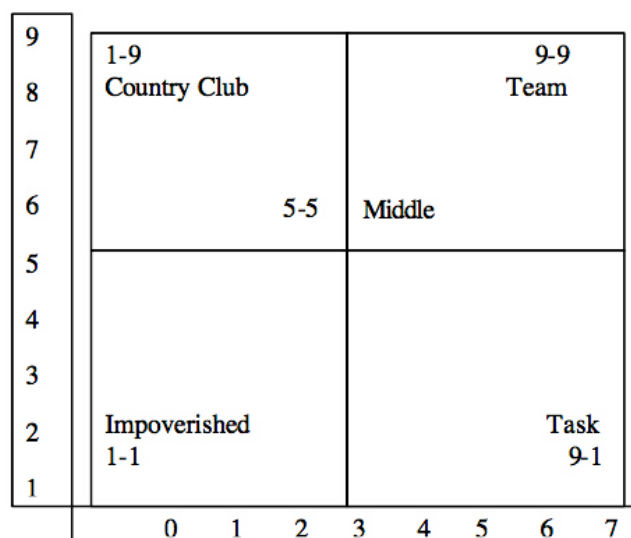 9
1-9 9-9
8 Country Club Team
7
6 5-5 Middle
5
4
3
2 Impoverished Task
1-1 9-1
1
0 1 2 3 4 5 6 7